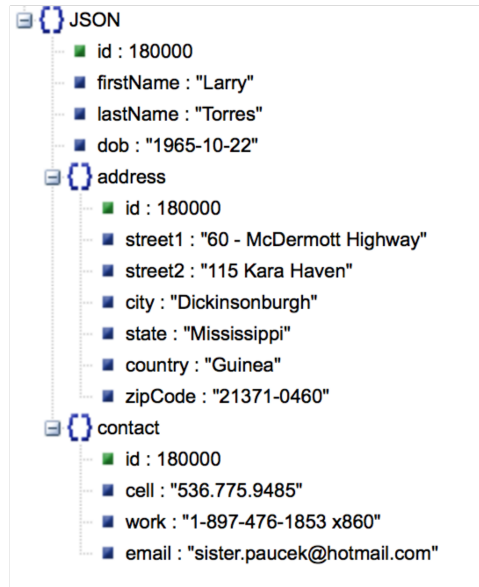 JSON
id : 180000
firstName : "Larry"
lastName : "Torres"
dob : "1965-10-22"
address
id : 180000
street1 : "60 - McDermott Highway"
street2 : "115 Kara Haven"
city : "Dickinsonburgh"
state : "Mississippi"
country : "Guinea"
zipCode : "21371-0460"
contact
id : 180000
cell : "536.775.9485"
work : "1-897-476-1853 x860"
email : "sister.paucek@hotmail.com"